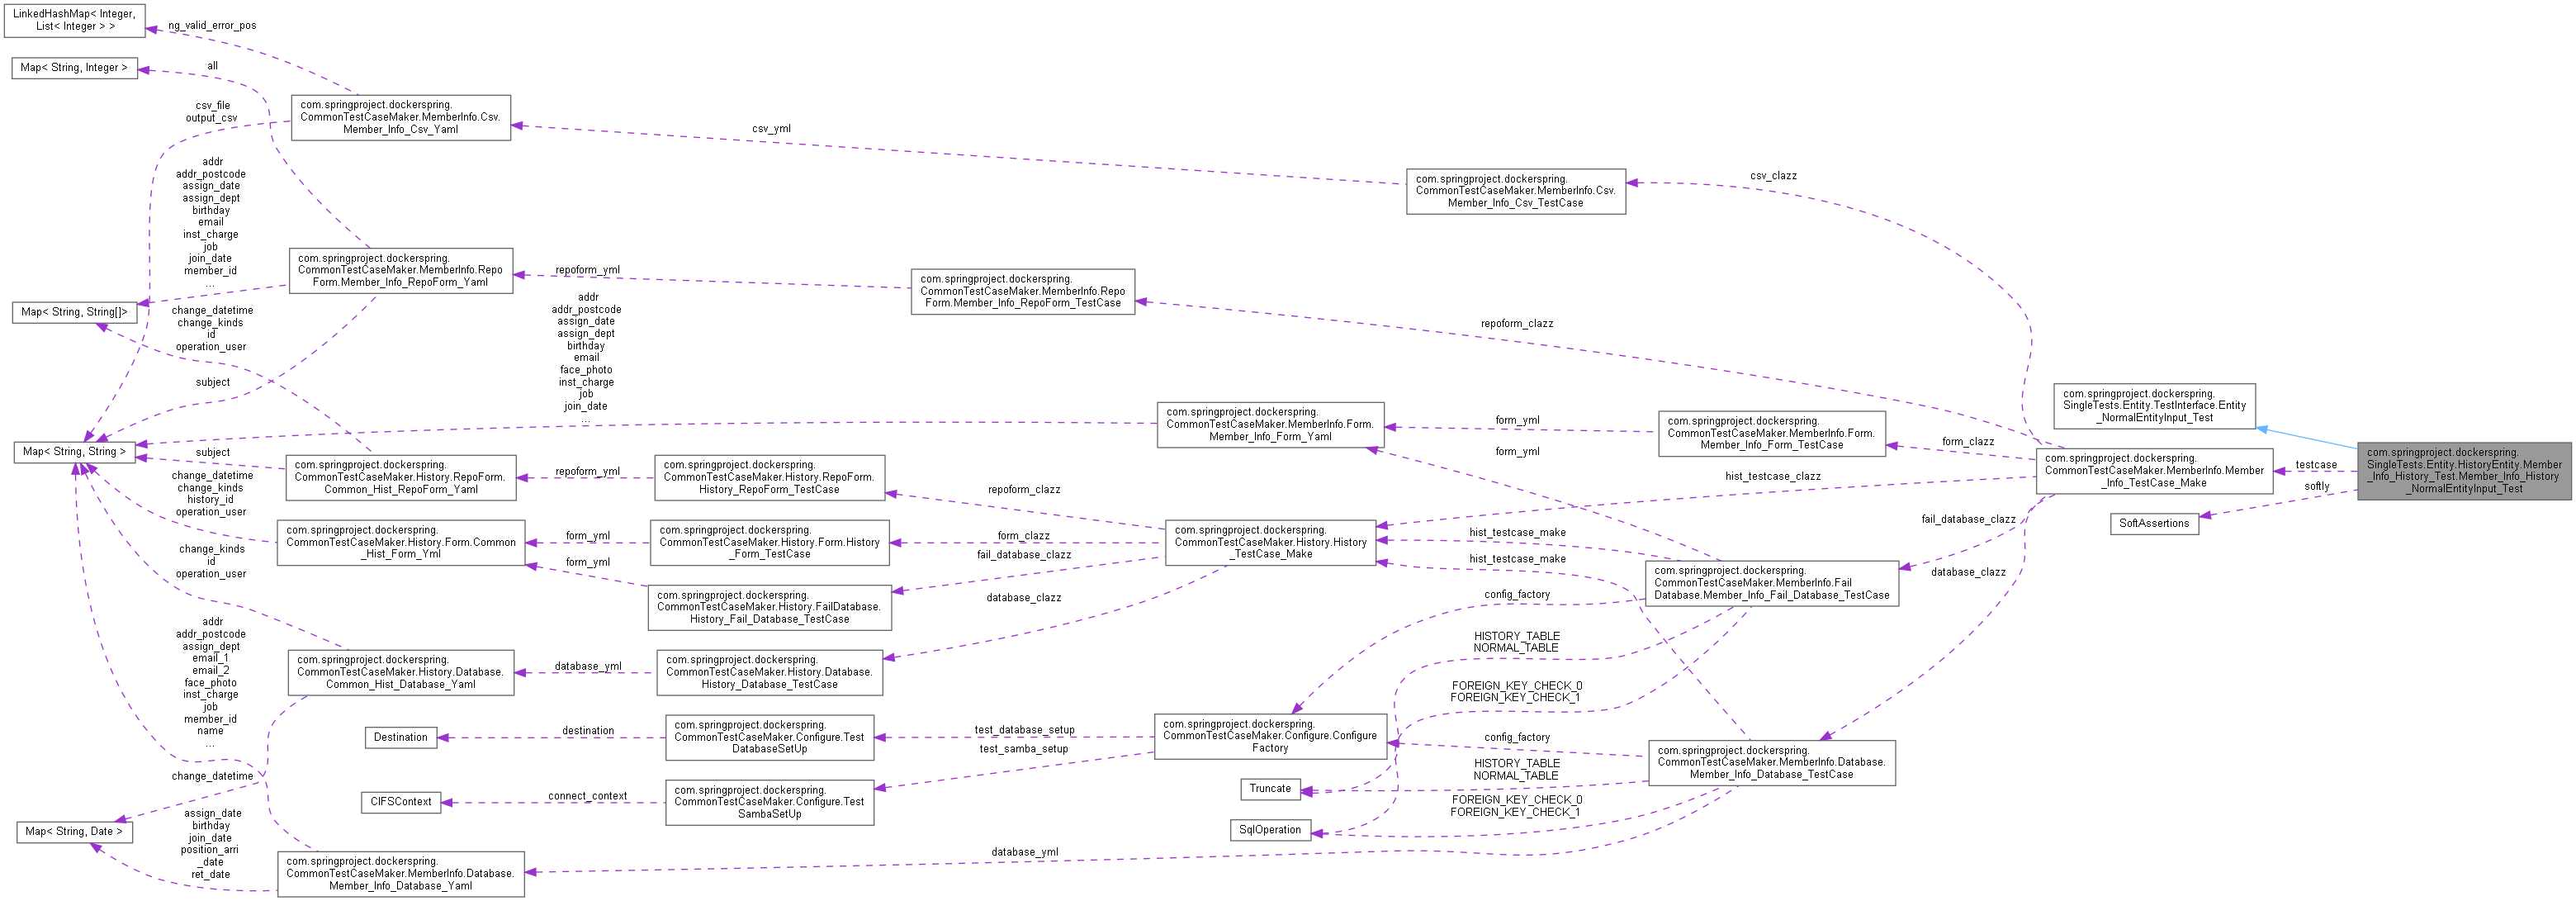 LinkedHashMap< Integer,
List< Integer > >
ng_valid_error_pos
Map< String, Integer >
all
csv_file
output_csv
com.springproject.dockerspring.
CommonTestCaseMaker.MemberInfo.Csv.
Member_Info_Csv_Yaml
csv_yml
com.springproject.dockerspring.
CommonTestCaseMaker.MemberInfo.Csv.
Member_Info_Csv_TestCase
csv_clazz
addr
addr_postcode
assign_date
assign_dept
birthday
email
inst_charge
job
join_date
member_id
...
com.springproject.dockerspring.
CommonTestCaseMaker.MemberInfo.Repo
Form.Member_Info_RepoForm_Yaml
repoform_yml
com.springproject.dockerspring.
CommonTestCaseMaker.MemberInfo.Repo
Form.Member_Info_RepoForm_TestCase
repoform_clazz
Map< String, String[]>
change_datetime
change_kinds
id
operation_user
subject
addr
addr_postcode
assign_date
assign_dept
birthday
email
face_photo
inst_charge
job
join_date
...
com.springproject.dockerspring.
CommonTestCaseMaker.MemberInfo.Form.
Member_Info_Form_Yaml
form_yml
form_yml
com.springproject.dockerspring.
CommonTestCaseMaker.MemberInfo.Form.
Member_Info_Form_TestCase
form_clazz
com.springproject.dockerspring.
SingleTests.Entity.TestInterface.Entity
_NormalEntityInput_Test
com.springproject.dockerspring.
CommonTestCaseMaker.MemberInfo.Member
_Info_TestCase_Make
testcase
softly
com.springproject.dockerspring.
SingleTests.Entity.HistoryEntity.Member
_Info_History_Test.Member_Info_History
_NormalEntityInput_Test
SoftAssertions
Map< String, String >
subject
com.springproject.dockerspring.
CommonTestCaseMaker.History.RepoForm.
Common_Hist_RepoForm_Yaml
repoform_yml
com.springproject.dockerspring.
CommonTestCaseMaker.History.RepoForm.
History_RepoForm_TestCase
repoform_clazz
hist_testcase_clazz
change_datetime
change_kinds
history_id
operation_user
com.springproject.dockerspring.
CommonTestCaseMaker.History.Form.Common
_Hist_Form_Yml
form_yml
form_yml
com.springproject.dockerspring.
CommonTestCaseMaker.History.Form.History
_Form_TestCase
form_clazz
fail_database_clazz
com.springproject.dockerspring.
CommonTestCaseMaker.History.History
_TestCase_Make
hist_testcase_make
hist_testcase_make
fail_database_clazz
database_clazz
com.springproject.dockerspring.
CommonTestCaseMaker.MemberInfo.Fail
Database.Member_Info_Fail_Database_TestCase
change_kinds
id
operation_user
com.springproject.dockerspring.
CommonTestCaseMaker.History.FailDatabase.
History_Fail_Database_TestCase
database_clazz
config_factory
addr
addr_postcode
assign_dept
email_1
email_2
face_photo
inst_charge
job
member_id
name
...
com.springproject.dockerspring.
CommonTestCaseMaker.History.Database.
Common_Hist_Database_Yaml
database_yml
com.springproject.dockerspring.
CommonTestCaseMaker.History.Database.
History_Database_TestCase
HISTORY_TABLE
NORMAL_TABLE
FOREIGN_KEY_CHECK_0
FOREIGN_KEY_CHECK_1
Destination
destination
com.springproject.dockerspring.
CommonTestCaseMaker.Configure.Test
DatabaseSetUp
test_database_setup
test_samba_setup
com.springproject.dockerspring.
CommonTestCaseMaker.Configure.Configure
Factory
config_factory
com.springproject.dockerspring.
CommonTestCaseMaker.MemberInfo.Database.
Member_Info_Database_TestCase
change_datetime
CIFSContext
connect_context
com.springproject.dockerspring.
CommonTestCaseMaker.Configure.Test
SambaSetUp
Truncate
HISTORY_TABLE
NORMAL_TABLE
FOREIGN_KEY_CHECK_0
FOREIGN_KEY_CHECK_1
SqlOperation
Map< String, Date >
assign_date
birthday
join_date
position_arri
_date
ret_date
com.springproject.dockerspring.
CommonTestCaseMaker.MemberInfo.Database.
Member_Info_Database_Yaml
database_yml